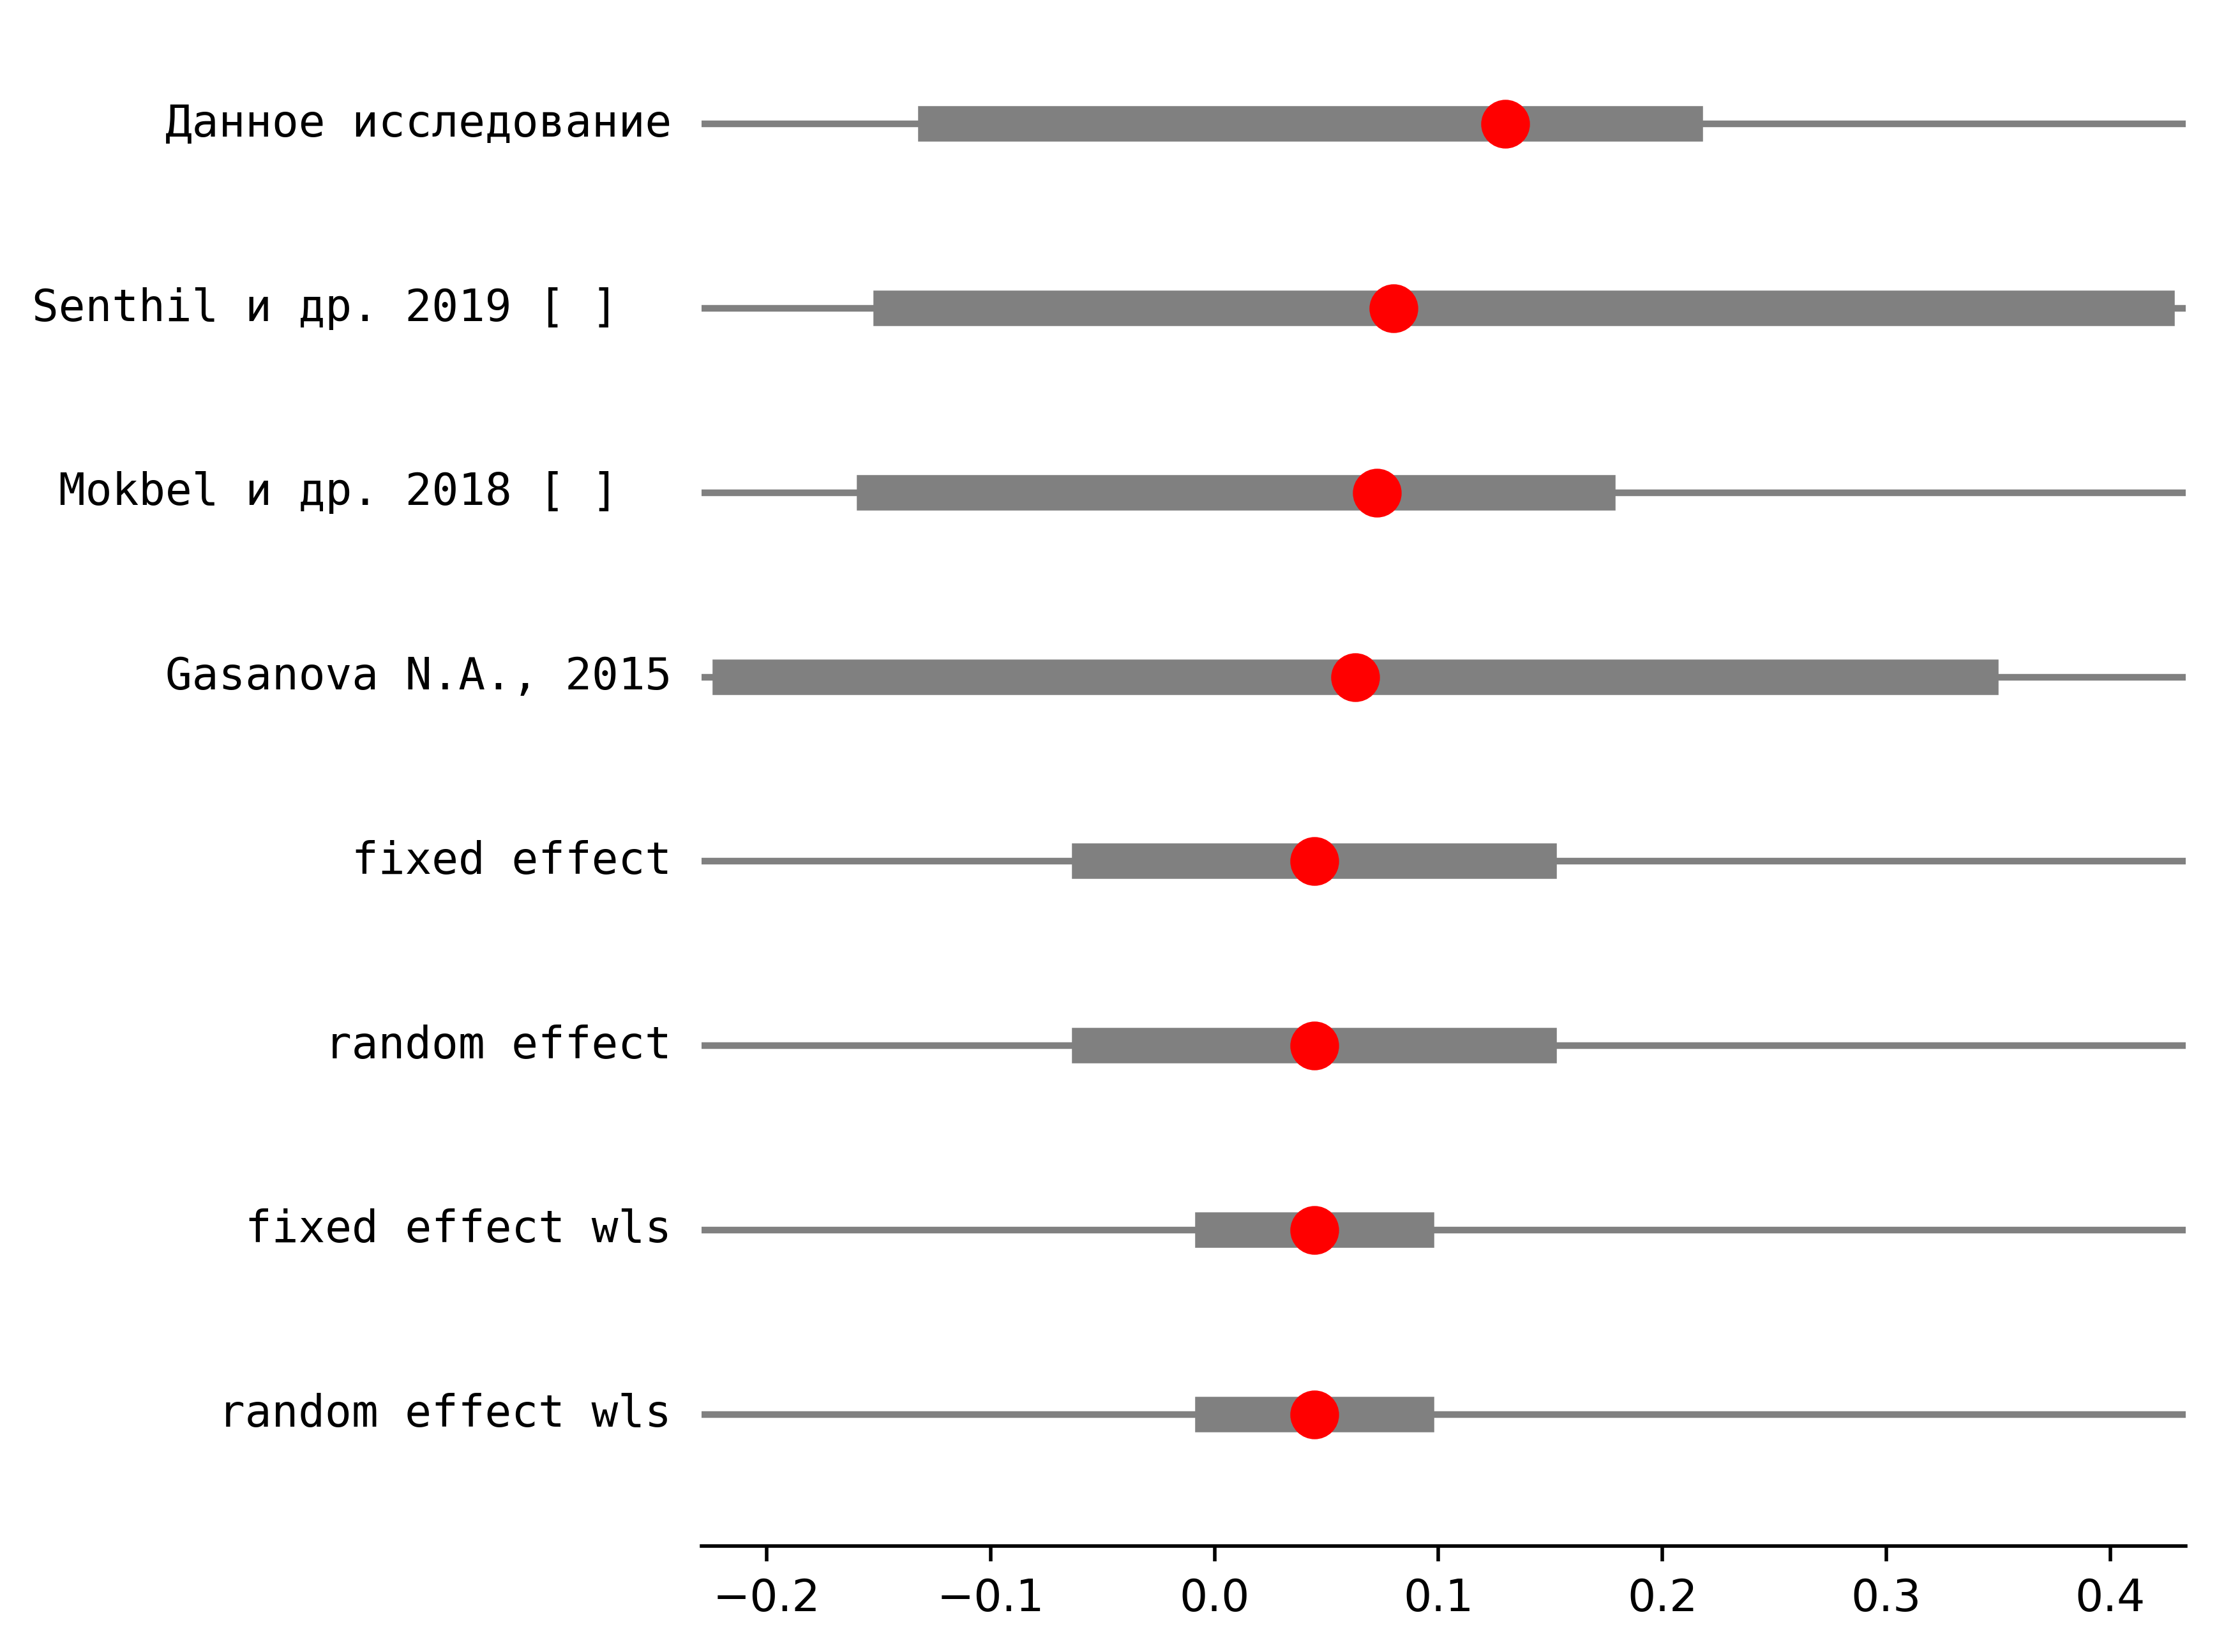 Данное исследование
Senthil и др. 2019 [ ]
Mokbel и др. 2018 [ ]
Gasanova N.A., 2015
fixed effect
random effect
fixed effect wls
random effect wls
−0.2 −0.1 0.0 0.1 0.2 0.3 0.4